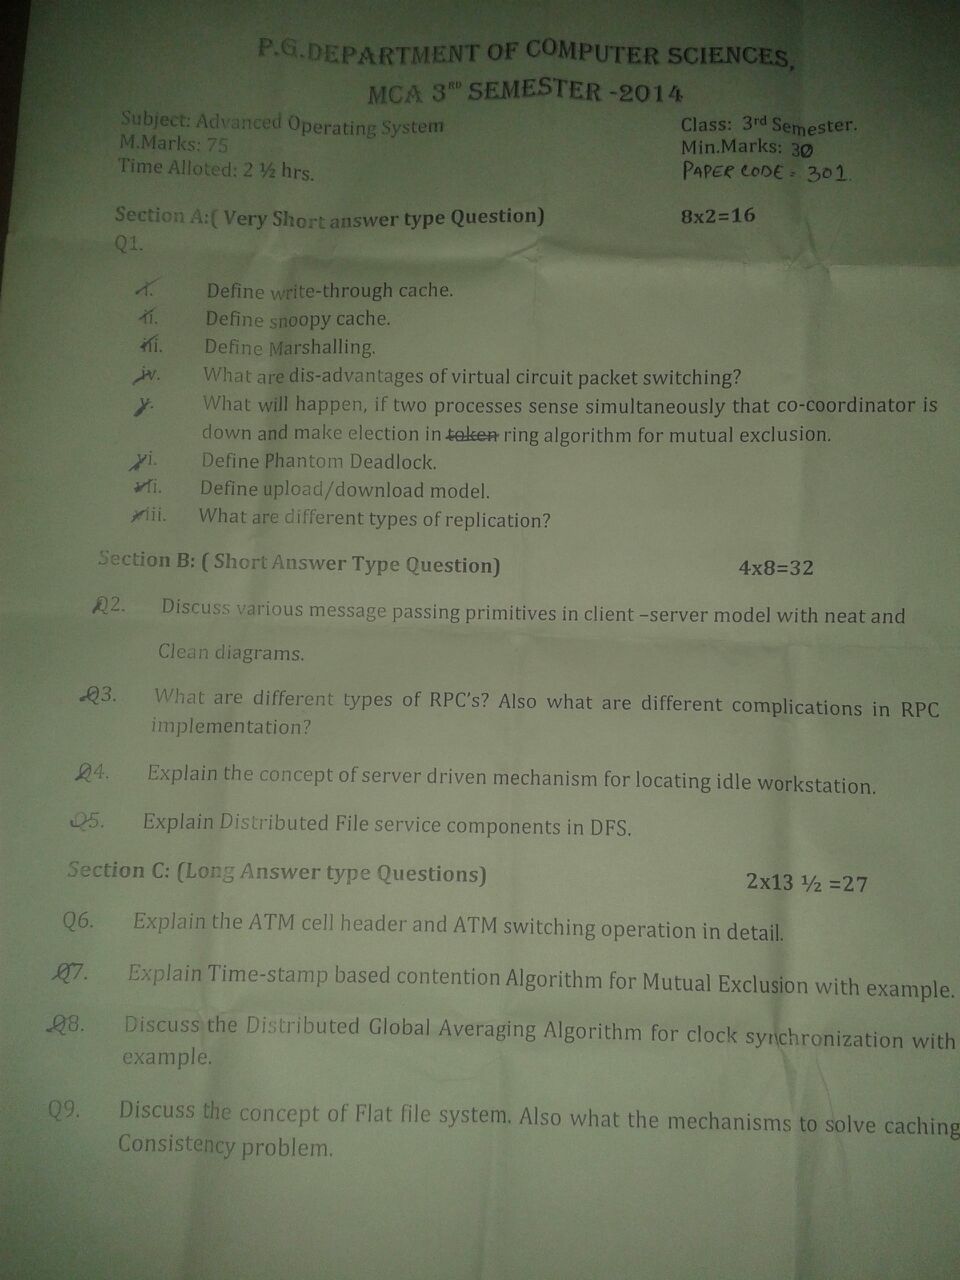 P.G.DEPARTMENT OF COMPUTER SCIENCES,
MCA 3RD SEMESTER -2014
Subject: Advanced Operating System Class: 3rd Semester.
M.Marks: 75 Min.Marks: 30
Time Alloted: 2 ½ hrs. PAPER CODE = 301.
Section A:( Very Short answer type Question) 8x2=16
Q1.
i. Define write-through cache.
ii. Define snoopy cache.
iii. Define Marshalling.
iv. What are dis-advantages of virtual circuit packet switching?
v. What will happen, if two processes sense simultaneously that co-coordinator is
down and make election in token ring algorithm for mutual exclusion.
vi. Define Phantom Deadlock.
vii. Define upload/download model.
viii. What are different types of replication?
Section B: ( Short Answer Type Question) 4x8=32
Q2. Discuss various message passing primitives in client –server model with neat and
Clean diagrams.
Q3. What are different types of RPC's? Also what are different complications in RPC
implementation?
Q4. Explain the concept of server driven mechanism for locating idle workstation.
Q5. Explain Distributed File service components in DFS.
Section C: (Long Answer type Questions) 2x13 ½ =27
Q6. Explain the ATM cell header and ATM switching operation in detail.
Q7. Explain Time-stamp based contention Algorithm for Mutual Exclusion with example.
Q8. Discuss the Distributed Global Averaging Algorithm for clock synchronization with
example.
Q9. Discuss the concept of Flat file system. Also what the mechanisms to solve caching
Consistency problem.